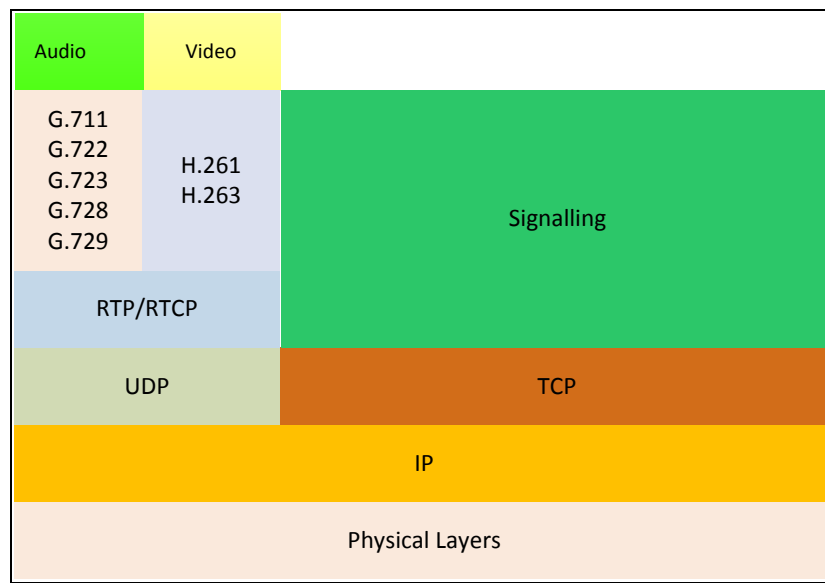 Audio
Video
G.711
G.722
G.723
G.728
G.729
H.261
H.263
Signalling
RTP/RTCP
UDP
TCP
IP
Physical Layers